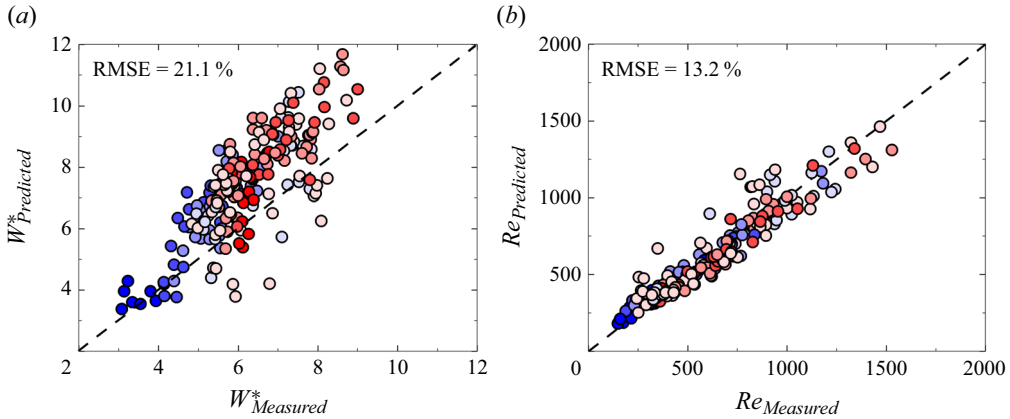 (a)
12
10
8
6
4
2
4
6
8
10
12
RMSE = 21.1 %
W*Predicted
W*Measured
(b)
2000
1500
1000
500
0
500
1000
1500
2000
RMSE = 13.2 %
RePredicted
ReMeasured